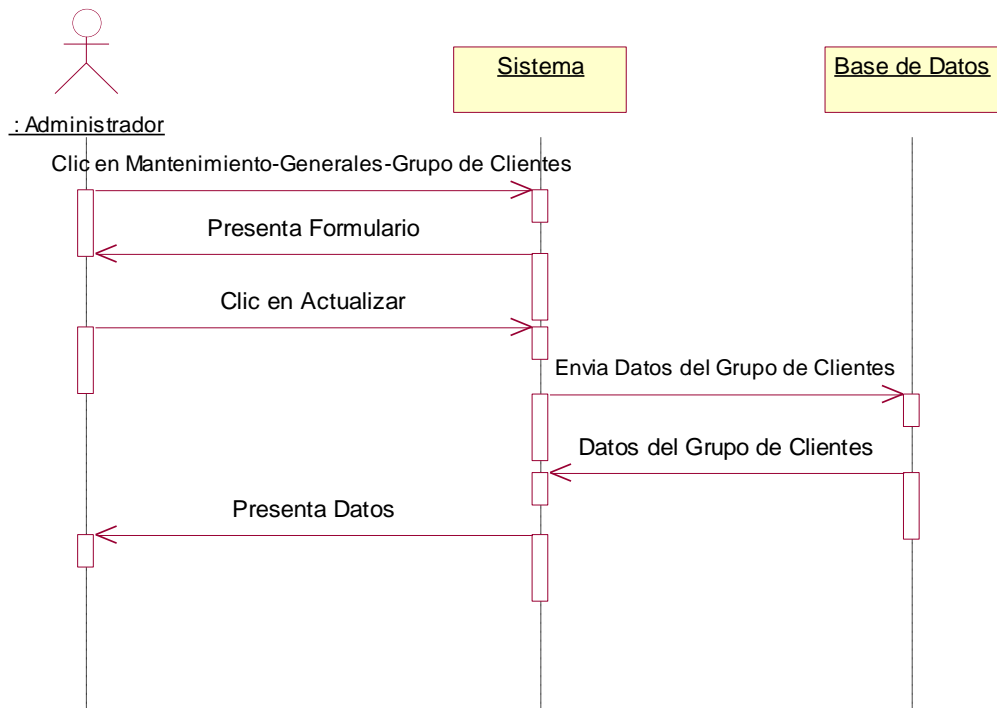 Sistema
Base de Datos
: Administrador
Clic en Mantenimiento-Generales-Grupo de Clientes
Presenta Formulario
Clic en Actualizar
Envia Datos del Grupo de Clientes
Datos del Grupo de Clientes
Presenta Datos